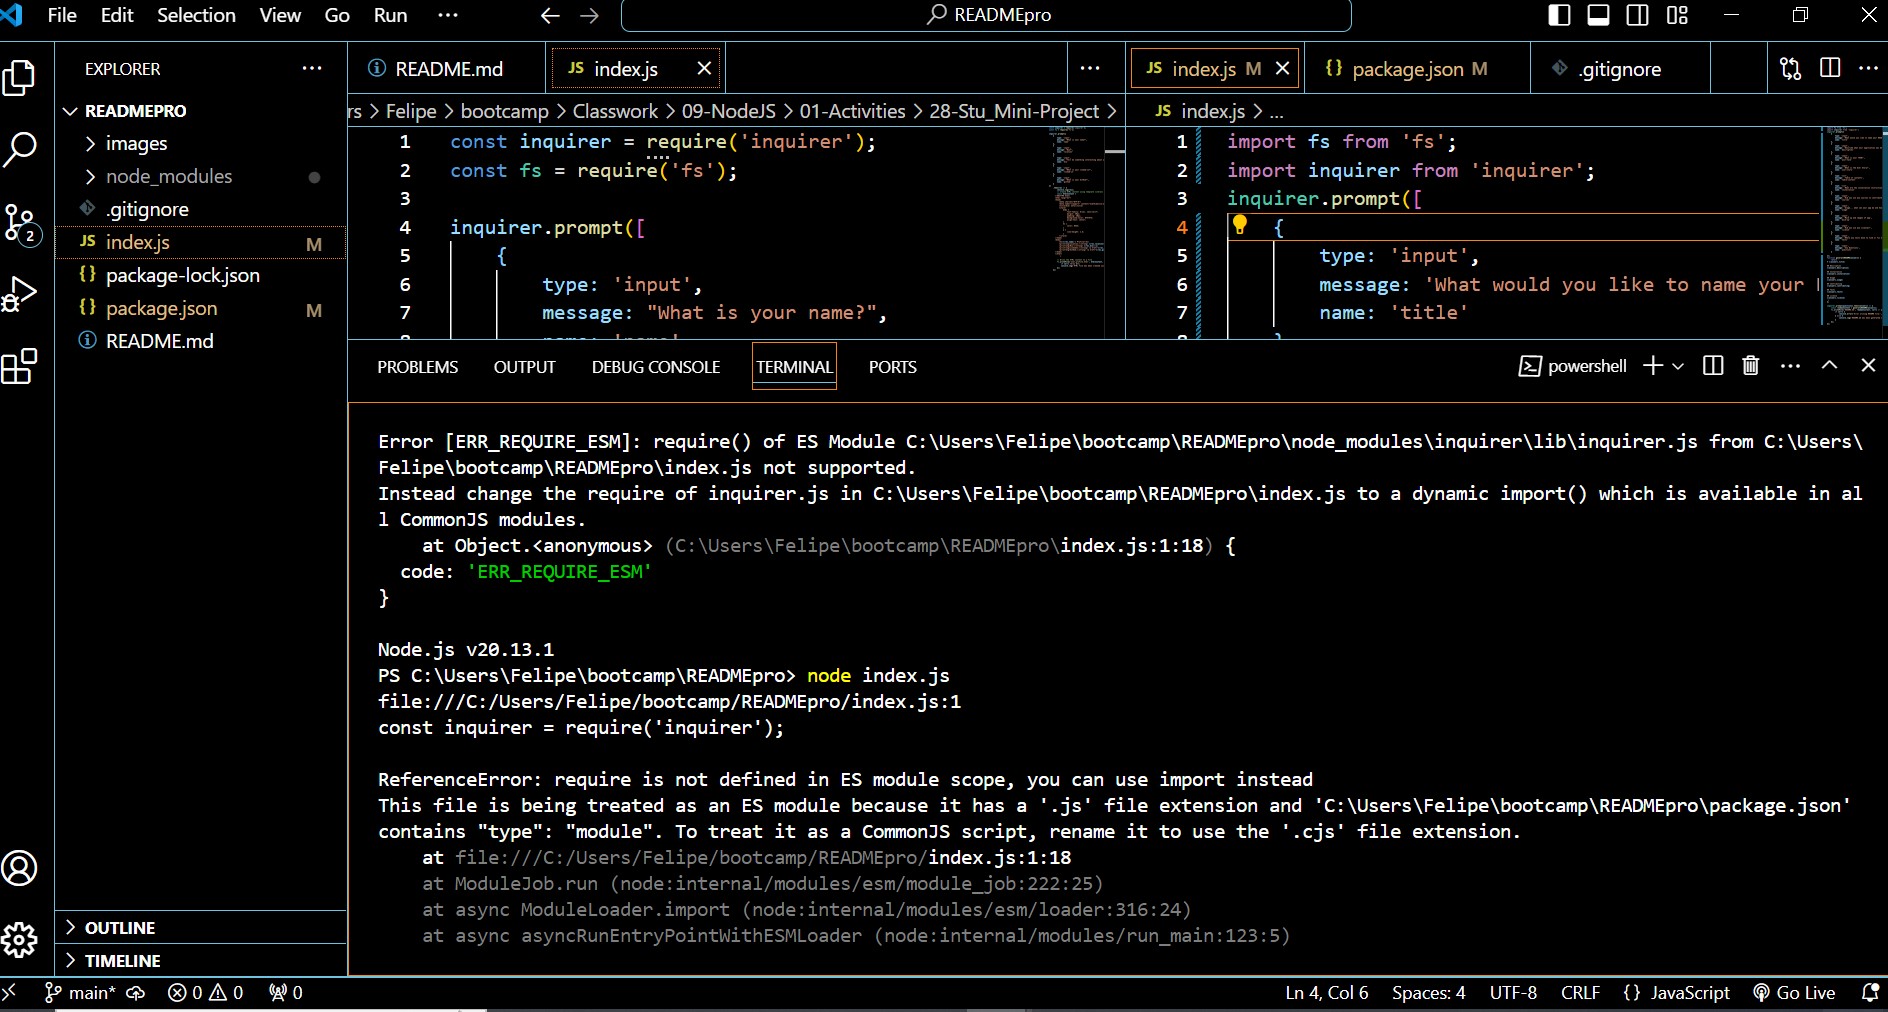 File Edit Selection View Go Run ··· READMEpro
EXPLORER ···
READMEPRO
images
node_modules
.gitignore
JS index.js M
{} package-lock.json
{} package.json M
README.md
2
OUTLINE
TIMELINE
README.md JS index.js ···
rs > Felipe > bootcamp > Classwork > 09-NodeJS > 01-Activities > 28-Stu_Mini-Project >
1 const inquirer = require('inquirer');
2 const fs = require('fs');
3
4 inquirer.prompt([
5 {
6 type: 'input',
7 message: "What is your name?",
JS index.js M {} package.json M .gitignore ···
JS index.js > ...
1 import fs from 'fs';
2 import inquirer from 'inquirer';
3 inquirer.prompt([
4 {
5 type: 'input',
6 message: 'What would you like to name your
7 name: 'title'
PROBLEMS OUTPUT DEBUG CONSOLE TERMINAL PORTS powershell ···
Error [ERR_REQUIRE_ESM]: require() of ES Module C:\Users\Felipe\bootcamp\READMEpro\node_modules\inquirer\lib\inquirer.js from C:\Users\
Felipe\bootcamp\READMEpro\index.js not supported.
Instead change the require of inquirer.js in C:\Users\Felipe\bootcamp\READMEpro\index.js to a dynamic import() which is available in al
l CommonJS modules.
at Object.<anonymous> (C:\Users\Felipe\bootcamp\READMEpro\index.js:1:18) {
code: 'ERR_REQUIRE_ESM'
}
Node.js v20.13.1
PS C:\Users\Felipe\bootcamp\READMEpro> node index.js
file:///C:/Users/Felipe/bootcamp/READMEpro/index.js:1
const inquirer = require('inquirer');
ReferenceError: require is not defined in ES module scope, you can use import instead
This file is being treated as an ES module because it has a '.js' file extension and 'C:\Users\Felipe\bootcamp\READMEpro\package.json'
contains "type": "module". To treat it as a CommonJS script, rename it to use the '.cjs' file extension.
at file:///C:/Users/Felipe/bootcamp/READMEpro/index.js:1:18
at ModuleJob.run (node:internal/modules/esm/module_job:222:25)
at async ModuleLoader.import (node:internal/modules/esm/loader:316:24)
at async asyncRunEntryPointWithESMLoader (node:internal/modules/run_main:123:5)
main* 0 0 0 Ln 4, Col 6 Spaces: 4 UTF-8 CRLF {} JavaScript Go Live